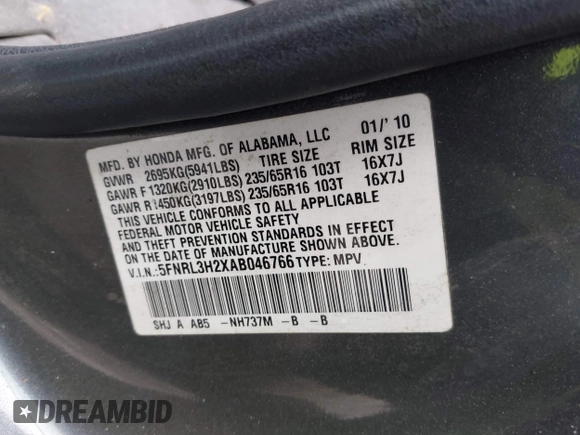 MFD. BY HONDA MFG. OF ALABAMA, LLC 01/'10
GVWR 2695KG(5941LBS) TIRE SIZE RIM SIZE
GAWR F1320KG(2910LBS) 235/65R16 103T 16X7J
GAWR R1450KG(3197LBS) 235/65R16 103T 16X7J
THIS VEHICLE CONFORMS TO ALL APPLICABLE
FEDERAL MOTOR VEHICLE SAFETY
AND THEFT PREVENTION STANDARDS IN EFFECT
ON THE DATE OF MANUFACTURE SHOWN ABOVE.
V.I.N.:5FNRL3H2XAB046766 TYPE: MPV
SHJ A AB5 -NH737M -B -B
DREAMBID